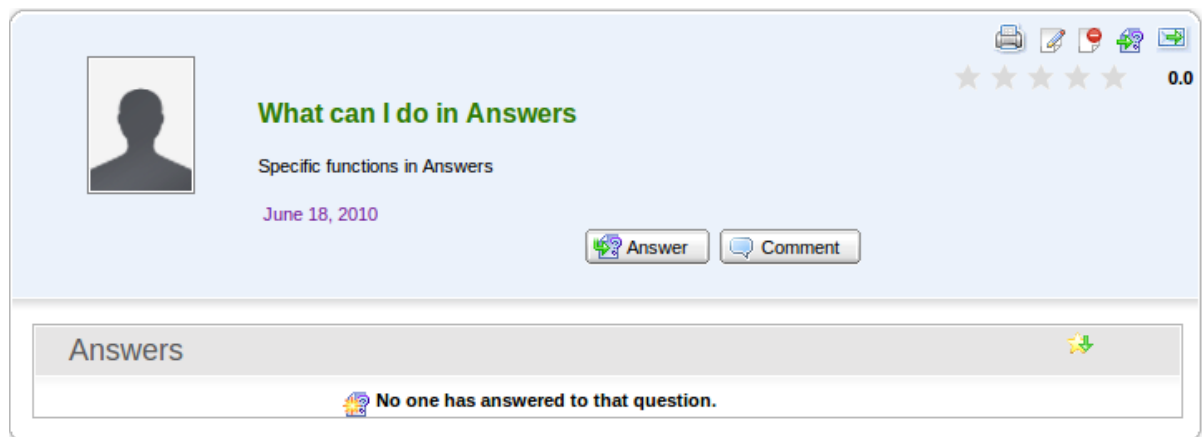 0.0
What can I do in Answers
Specific functions in Answers
June 18, 2010
Answer
Comment
Answers
No one has answered to that question.